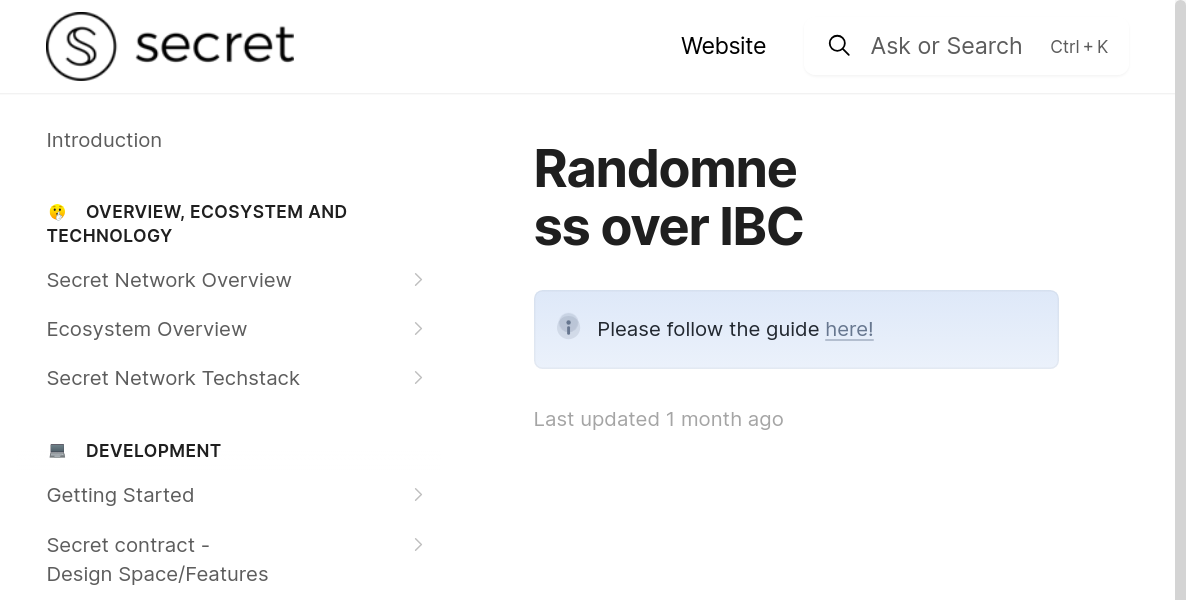 secret
Website
Ask or Search
Ctrl + K
Introduction
OVERVIEW, ECOSYSTEM AND
TECHNOLOGY
Secret Network Overview
Ecosystem Overview
Secret Network Techstack
DEVELOPMENT
Getting Started
Secret contract -
Design Space/Features
Randomne
ss over IBC
Please follow the guide here!
Last updated 1 month ago